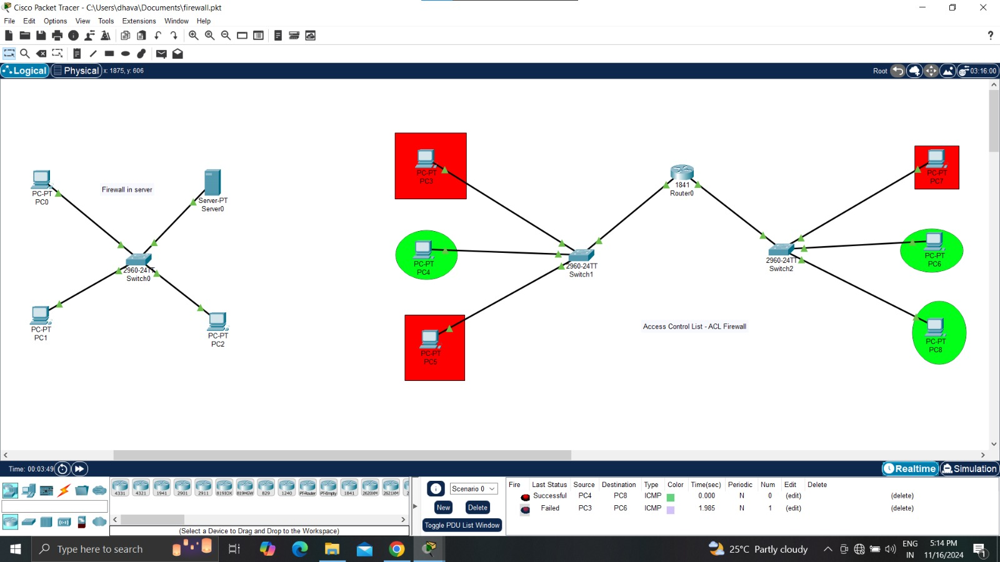 Cisco Packet Tracer - C:\Users\dhava\Documents\firewall.pkt
File Edit Options View Tools Extensions Window Help
?
Logical Physical x: 1875, y: 606 Root 03:16:00
PC-PT
PC0
Firewall in server
Server-PT
Server0
2960-24TT
Switch0
PC-PT
PC1
PC-PT
PC2
PC-PT
PC3
PC-PT
PC4
PC-PT
PC5
2960-24TT
Switch1
1841
Router0
2960-24TT
Switch2
PC-PT
PC7
PC-PT
PC6
PC-PT
PC8
Access Control List - ACL Firewall
Time: 00:03:49 Realtime Simulation
4331 4321 1941 2901 2911 819IOX 819HGW 829 1240 PT-Router PT-Empty 1841 2620XM 2621XM
(Select a Device to Drag and Drop to the Workspace)
Scenario 0
New Delete
Toggle PDU List Window
Fire Last Status Source Destination Type Color Time(sec) Periodic Num Edit Delete
Successful PC4 PC8 ICMP 0.000 N 0 (edit) (delete)
Failed PC3 PC6 ICMP 1.985 N 1 (edit) (delete)
Type here to search
25°C Partly cloudy
ENG
IN
5:14 PM
11/16/2024
1